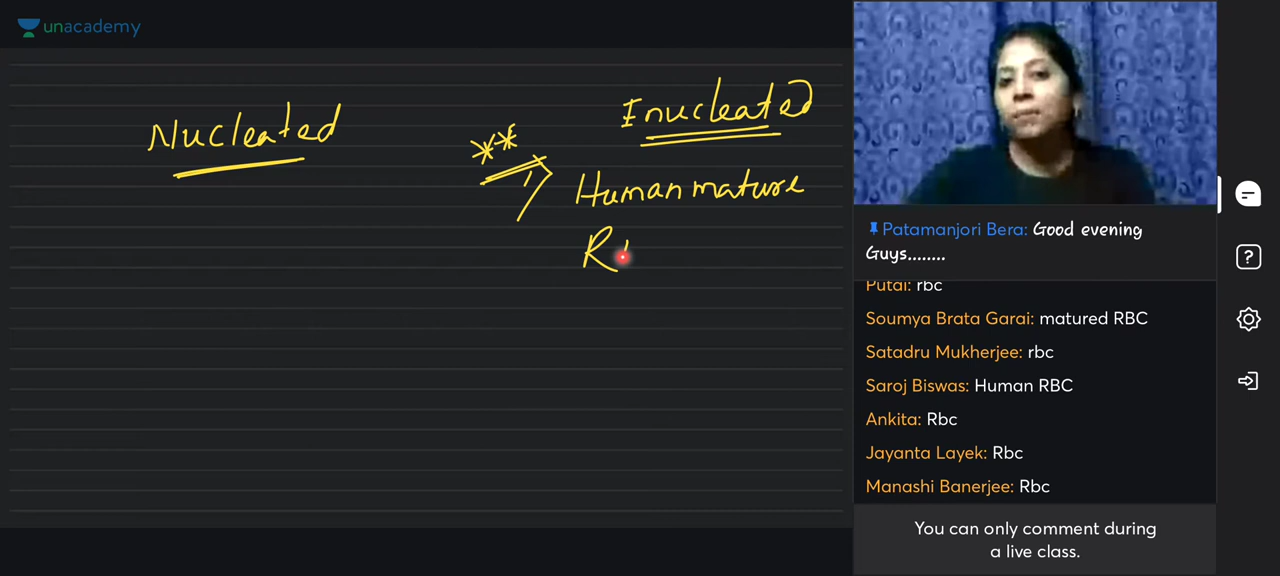 unacademy
Nucleated
Inucleated
**
1) Human mature
R
Patamanjori Bera: Good evening
Guys........
Putai: rbc
Soumya Brata Garai: matured RBC
Satadru Mukherjee: rbc
Saroj Biswas: Human RBC
Ankita: Rbc
Jayanta Layek: Rbc
Manashi Banerjee: Rbc
You can only comment during
a live class.
?